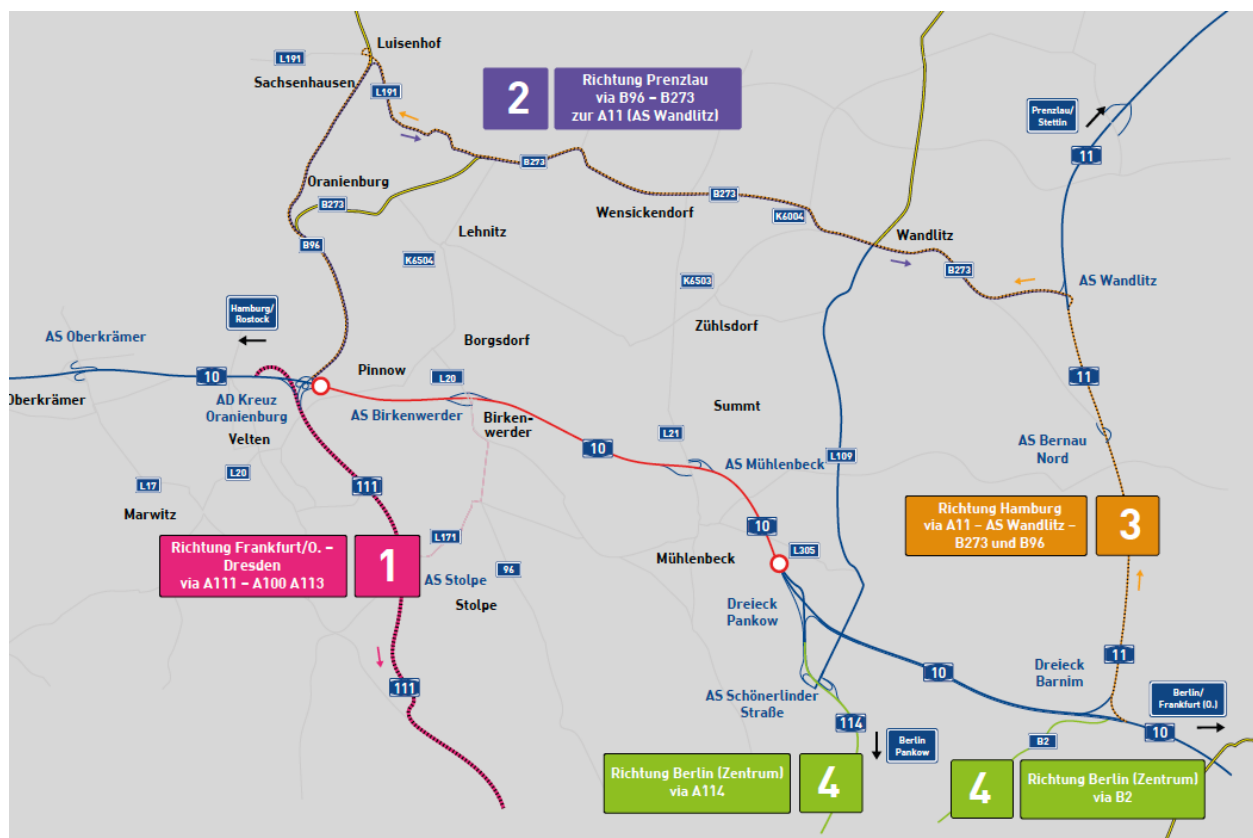 Luisenhof
L191
Sachsenhausen
L191
2
Richtung Prenzlau
via B96 – B273
zur A11 (AS Wandlitz)
Prenzlau/
Stettin
11
B273
Oranienburg
B273
B273
Wensickendorf
K6004
Lehnitz
Wandlitz
B96
K6504
B273
K6503
AS Wandlitz
Hamburg/
Rostock
Zühlsdorf
AS Oberkrämer
Borgsdorf
Pinnow
10
L20
11
Oberkrämer
AD Kreuz
Oranienburg
AS Birkenwerder
Birken-
werder
Summt
Velten
L21
AS Bernau
Nord
10
AS Mühlenbeck
L109
L20
L17
111
Marwitz
Richtung Hamburg
via A11 – AS Wandlitz –
B273 und B96
3
10
Richtung Frankfurt/O. –
Dresden
via A111 – A100 A113
1
L171
L305
Mühlenbeck
AS Stolpe
96
Stolpe
Dreieck
Pankow
11
Dreieck
Barnim
10
111
AS Schönerlinder
Straße
Berlin/
Frankfurt (O.)
114
10
B2
Berlin
Pankow
Richtung Berlin (Zentrum)
via A114
4
4
Richtung Berlin (Zentrum)
via B2